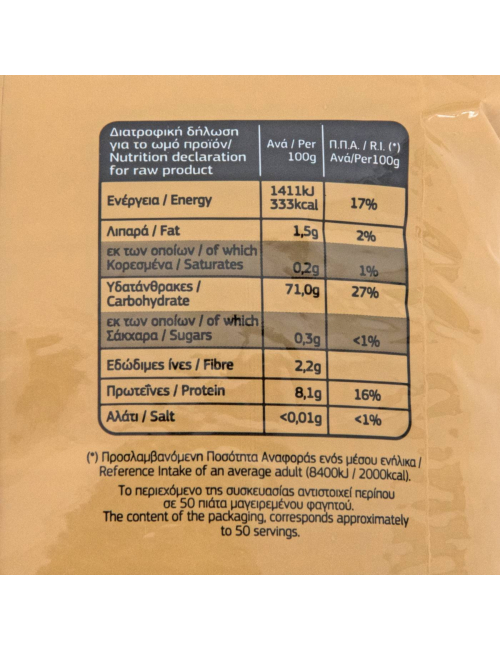 Διατροφική δήλωση
για το ωμό προϊόν/
Nutrition declaration
for raw product
Ανά / Per
100g
Π.Π.Α. / R.I. (*)
Ανά/Per100g
Ενέργεια / Energy
1411kJ
333kcal
17%
Λιπαρά / Fat
1,5g
2%
εκ των οποίων / of which
Κορεσμένα / Saturates
0,2g
1%
Υδατάνθρακες /
Carbohydrate
71,0g
27%
εκ των οποίων / of which
Σάκχαρα / Sugars
0,3g
<1%
Εδώδιμες ίνες / Fibre
2,2g
Πρωτεΐνες / Protein
8,1g
16%
Αλάτι / Salt
<0,01g
<1%
(*) Προσλαμβανόμενη Ποσότητα Αναφοράς ενός μέσου ενήλικα /
Reference Intake of an average adult (8400kJ / 2000kcal).
Το περιεχόμενο της συσκευασίας αντιστοιχεί περίπου
σε 50 πιάτα μαγειρεμένου φαγητού.
The content of the packaging, corresponds approximately
to 50 servings.